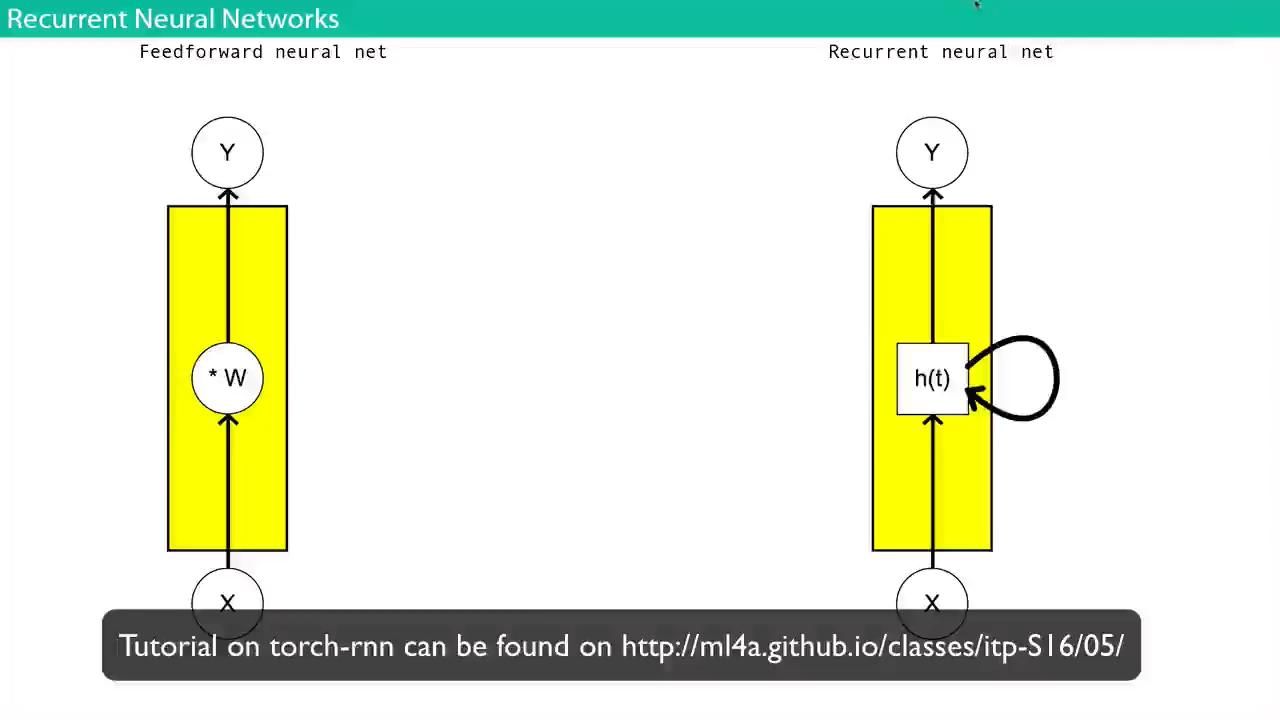 Recurrent Neural Networks
Feedforward neural net
Recurrent neural net
Y
Y
* W
h(t)
X
X
Tutorial on torch-rnn can be found on http://ml4a.github.io/classes/itp-S16/05/